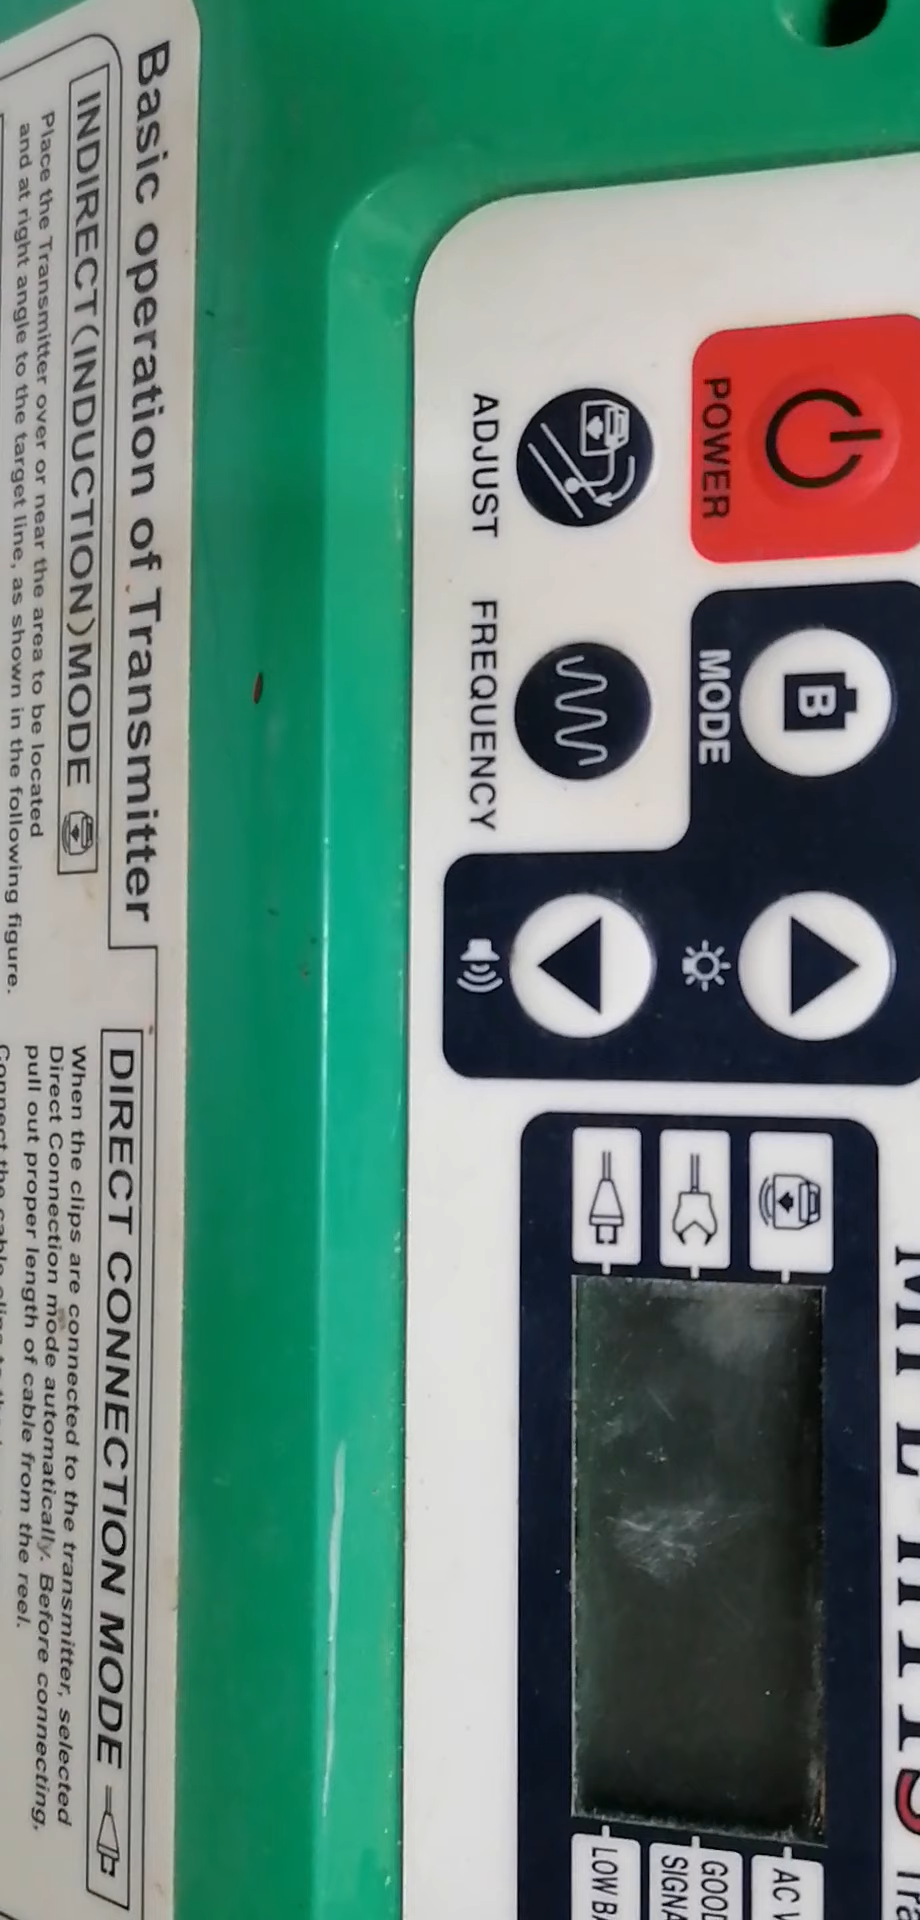 POWER
MODE
B
ADJUST
FREQUENCY
AC
GOOD
LOW
Basic operation of Transmitter
INDIRECT(INDUCTION)MODE
Place the Transmitter over or near the area to be located
and at right angle to the target line, as shown in the following figure.
DIRECT CONNECTION MODE
When the clips are connected to the transmitter, selected
Direct Connection mode automatically. Before connecting,
pull out proper length of cable from the reel.